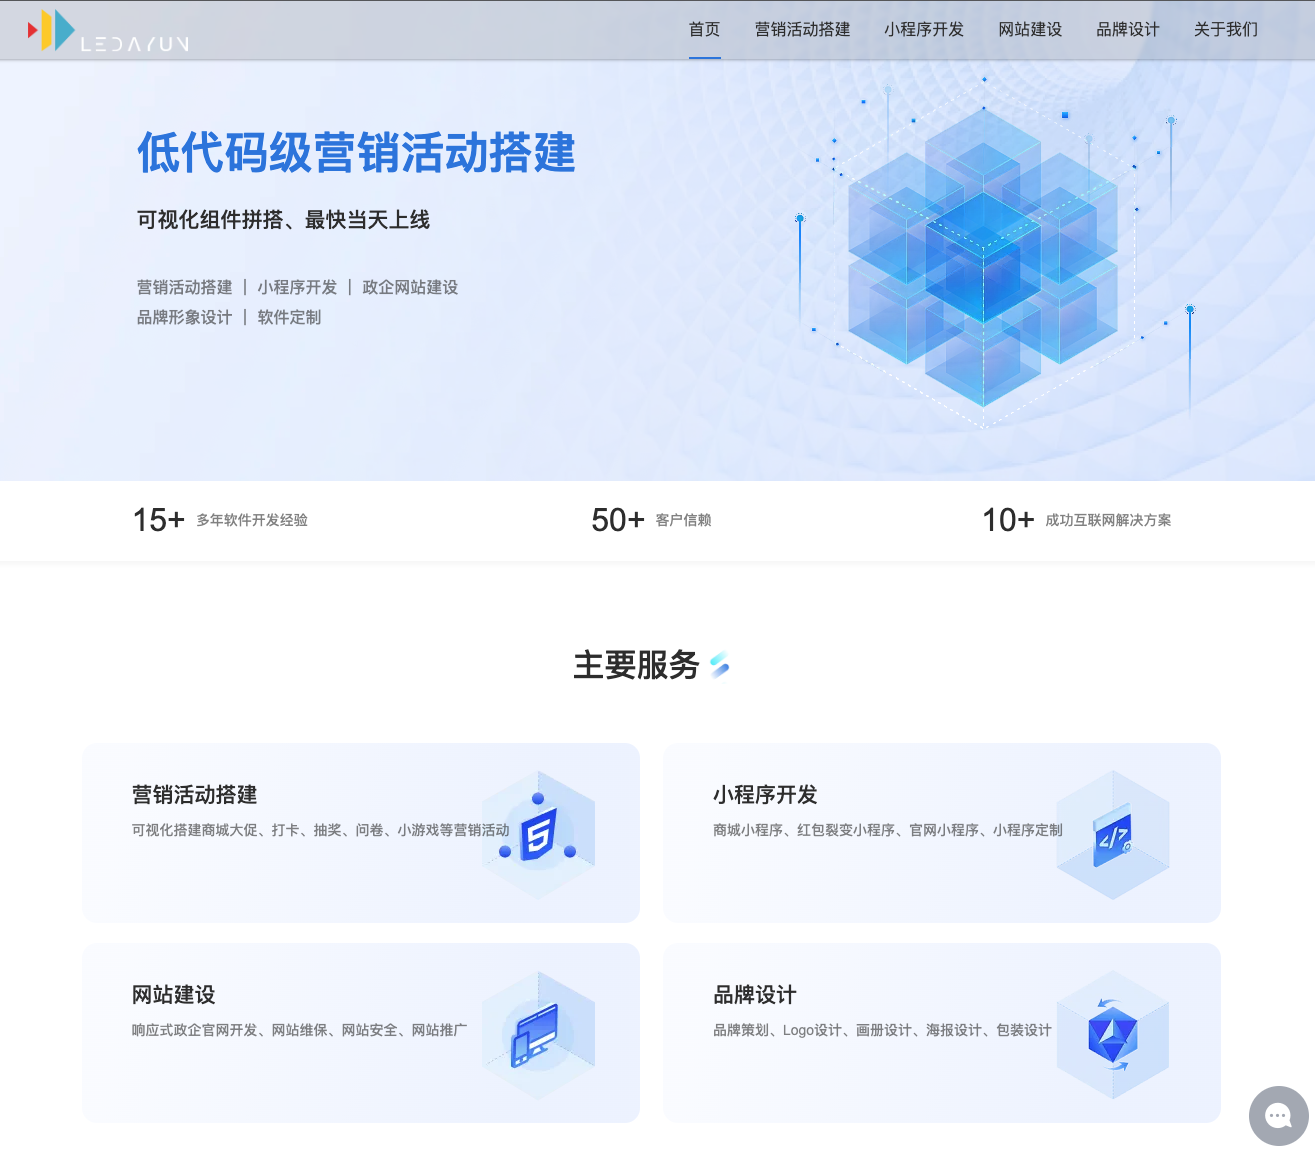 LEDAYUN
首页 营销活动搭建 小程序开发 网站建设 品牌设计 关于我们
低代码级营销活动搭建
可视化组件拼搭、最快当天上线
营销活动搭建 | 小程序开发 | 政企网站建设
品牌形象设计 | 软件定制
15+ 多年软件开发经验
50+ 客户信赖
10+ 成功互联网解决方案
主要服务
营销活动搭建
可视化搭建商城大促、打卡、抽奖、问卷、小游戏等营销活动
5
小程序开发
商城小程序、红包裂变小程序、官网小程序、小程序定制
</>
网站建设
响应式政企官网开发、网站维保、网站安全、网站推广
品牌设计
品牌策划、Logo设计、画册设计、海报设计、包装设计